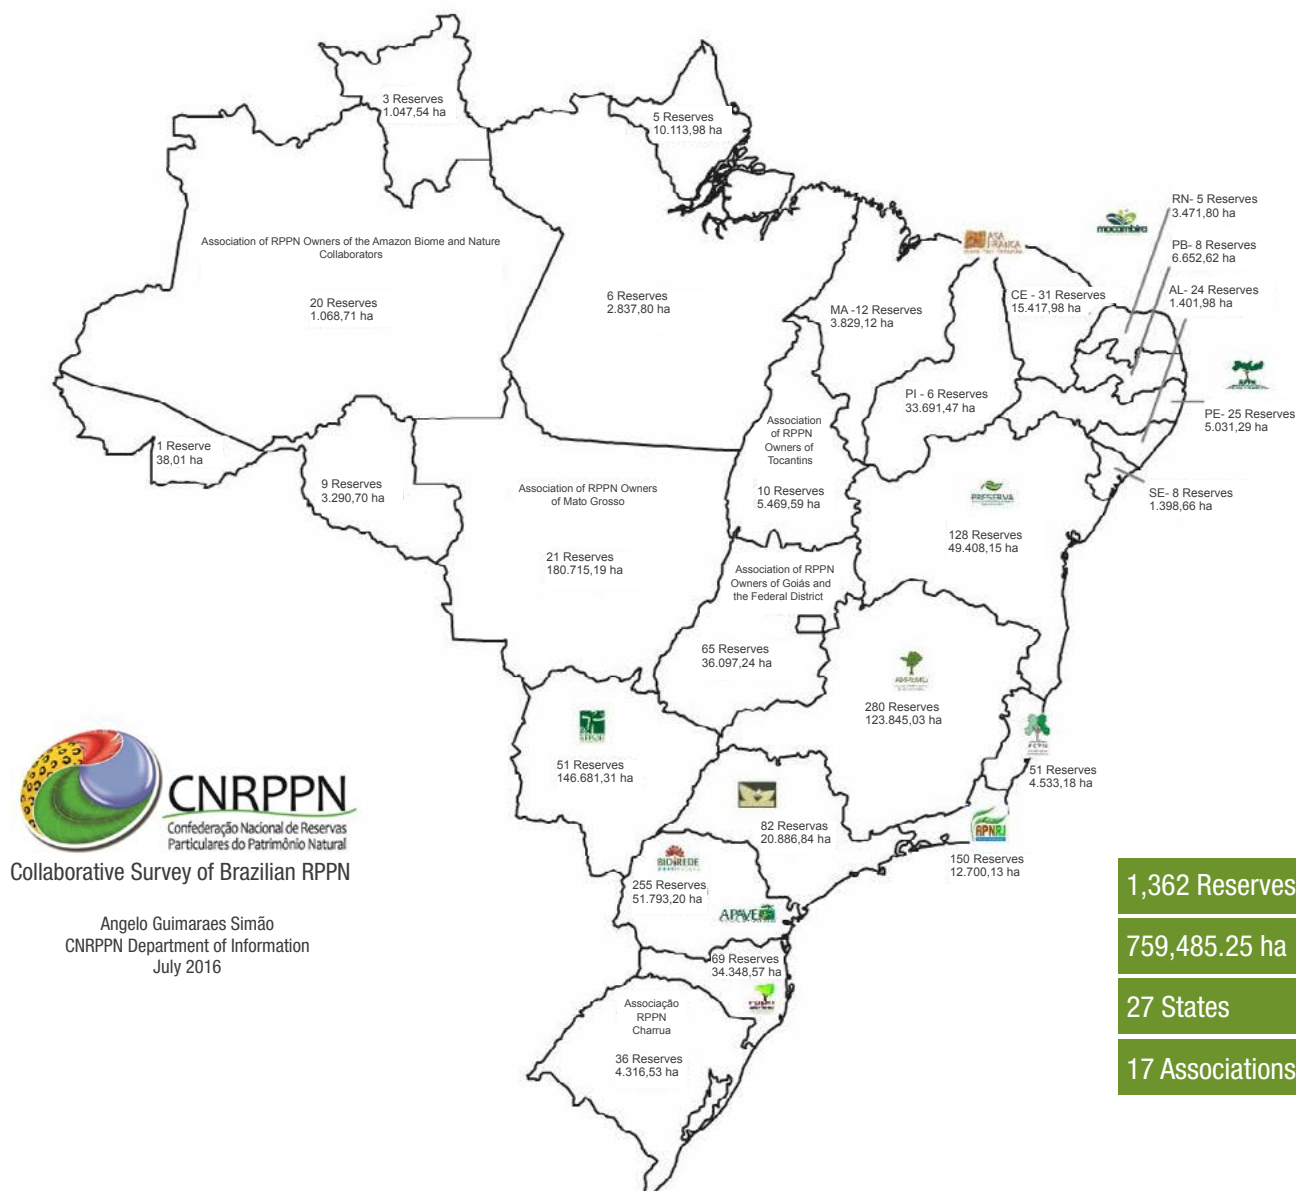 3 Reserves
1.047,54 ha
5 Reserves
10.113,98 ha
RN- 5 Reserves
3.471,80 ha
mocambira
PB- 8 Reserves
6.652,62 ha
ASA
BRANCA
Association of RPPN Owners of the Amazon Biome and Nature
Collaborators
AL- 24 Reserves
1.401,98 ha
20 Reserves
1.068,71 ha
6 Reserves
2.837,80 ha
MA -12 Reserves
3.829,12 ha
CE - 31 Reserves
15.417,98 ha
PI - 6 Reserves
33.691,47 ha
PE- 25 Reserves
5.031,29 ha
1 Reserve
38,01 ha
Association
of RPPN
Owners of
Tocantins
10 Reserves
5.469,59 ha
9 Reserves
3.290,70 ha
Association of RPPN Owners
of Mato Grosso
21 Reserves
180.715,19 ha
PRESERVA
128 Reserves
49.408,15 ha
SE- 8 Reserves
1.398,66 ha
Association of RPPN
Owners of Goiás and
the Federal District
65 Reserves
36.097,24 ha
280 Reserves
123.845,03 ha
51 Reserves
146.681,31 ha
51 Reserves
4.533,18 ha
82 Reservas
20.886,84 ha
APNRJ
150 Reserves
12.700,13 ha
BIOREDE
255 Reserves
51.793,20 ha
APAVE
69 Reserves
34.348,57 ha
Associação
RPPN
Charrua
36 Reserves
4.316,53 ha
CNRPPN
Confederação Nacional de Reservas
Particulares do Patrimônio Natural
Collaborative Survey of Brazilian RPPN
Angelo Guimaraes Simão
CNRPPN Department of Information
July 2016
1,362 Reserves
759,485.25 ha
27 States
17 Associations